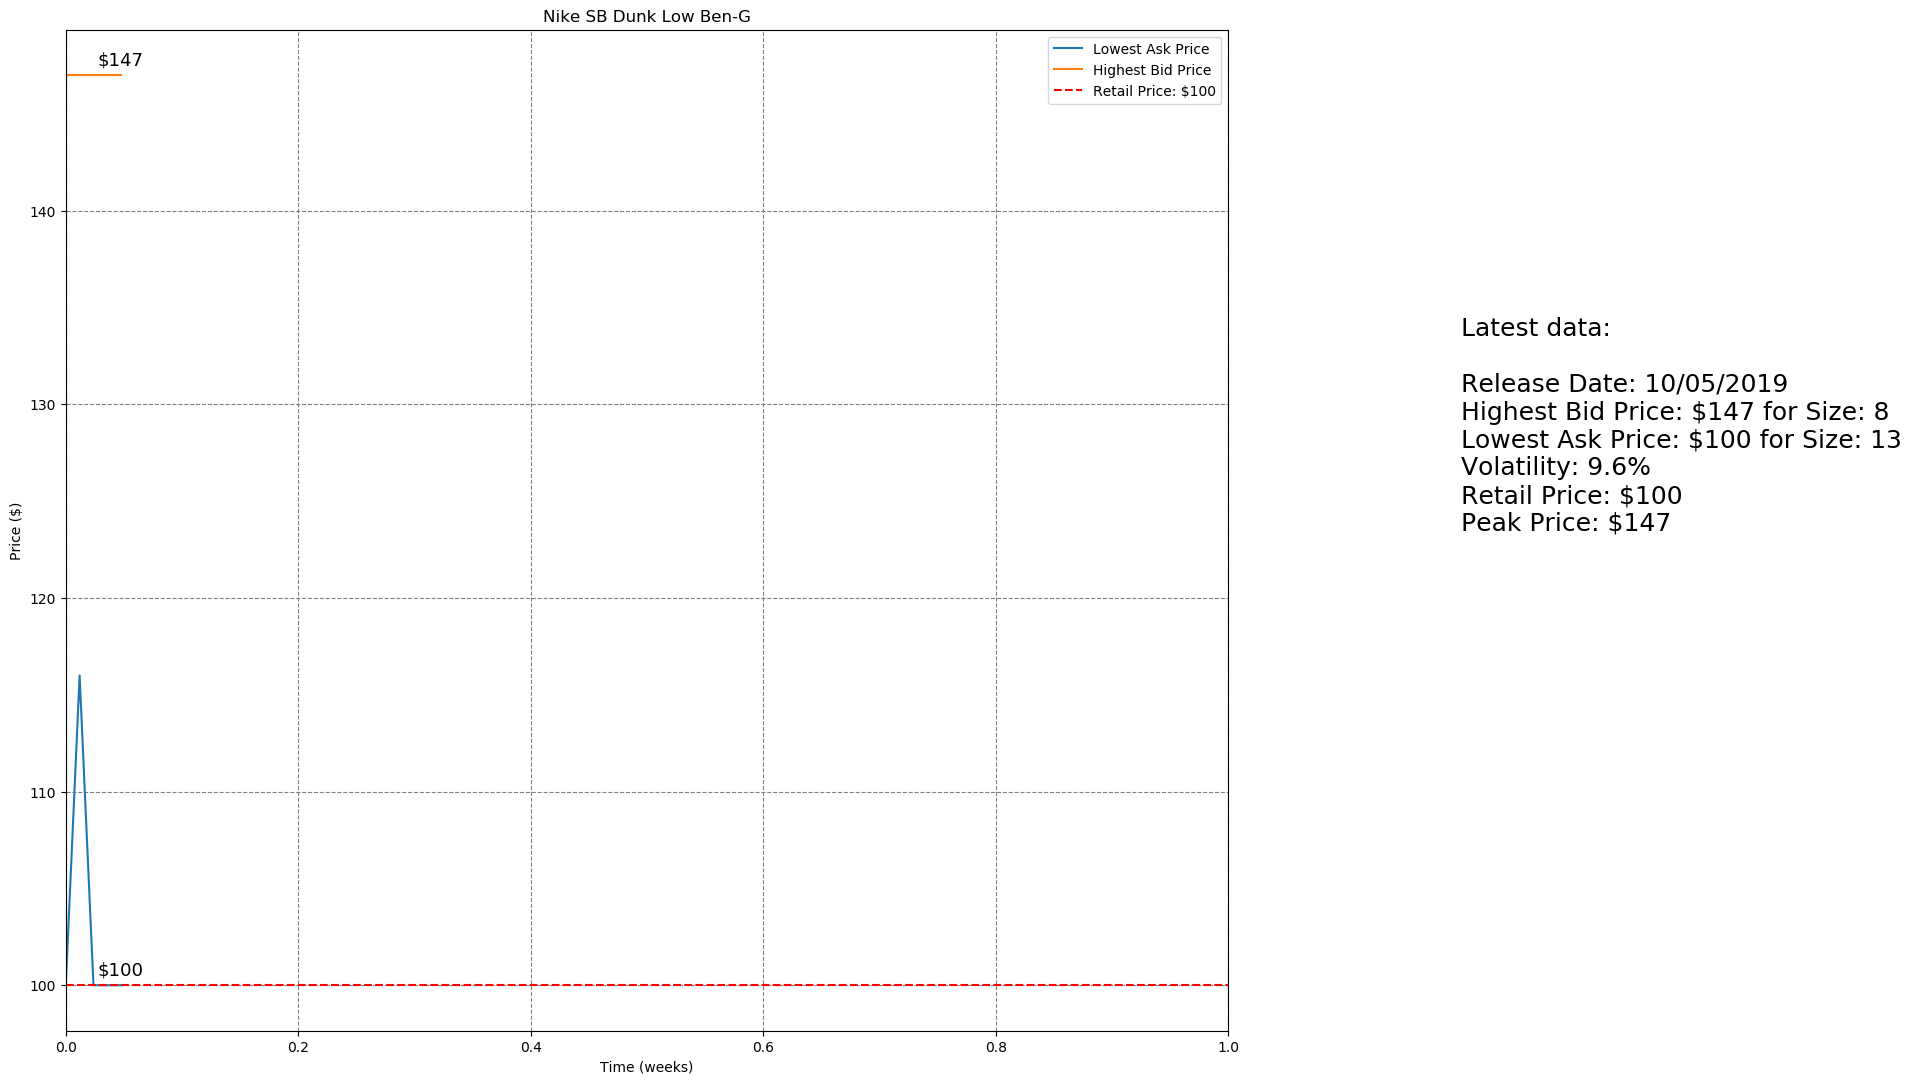 Nike SB Dunk Low Ben-G
$147
Lowest Ask Price
Highest Bid Price
Retail Price: $100
140
130
120
110
100
Price ($)
$100
0.0
0.2
0.4
0.6
0.8
1.0
Time (weeks)
Latest data:
Release Date: 10/05/2019
Highest Bid Price: $147 for Size: 8
Lowest Ask Price: $100 for Size: 13
Volatility: 9.6%
Retail Price: $100
Peak Price: $147